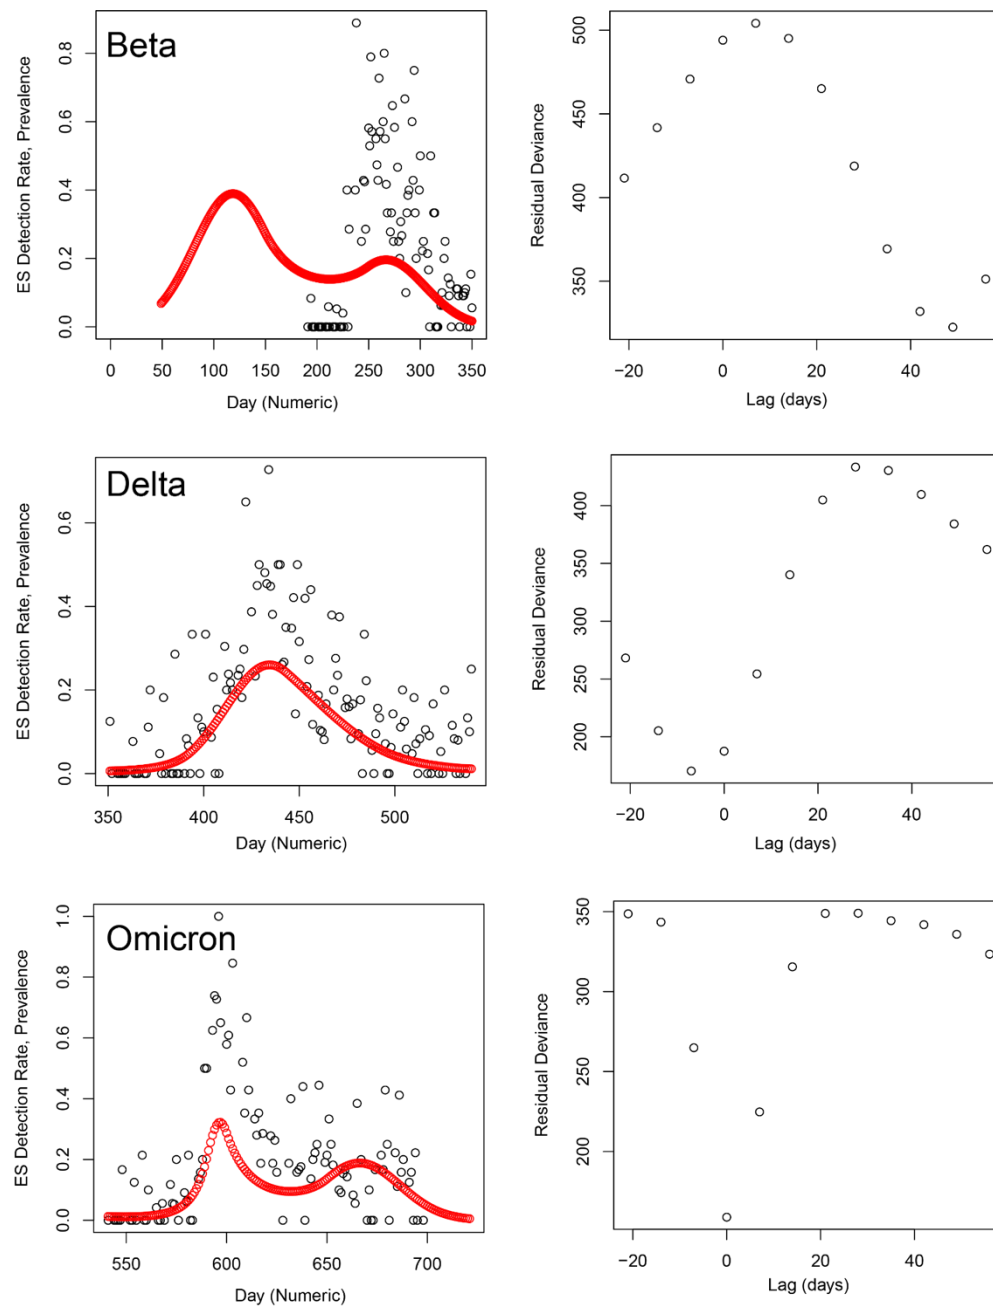 Beta
ES Detection Rate, Prevalence
0.8
0.6
0.4
0.2
0.0
0 50 100 150 200 250 300 350
Day (Numeric)
Residual Deviance
500
450
400
350
−20 0 20 40
Lag (days)
Delta
ES Detection Rate, Prevalence
0.6
0.4
0.2
0.0
350 400 450 500
Day (Numeric)
Residual Deviance
400
350
300
250
200
−20 0 20 40
Lag (days)
Omicron
ES Detection Rate, Prevalence
1.0
0.8
0.6
0.4
0.2
0.0
550 600 650 700
Day (Numeric)
Residual Deviance
350
300
250
200
−20 0 20 40
Lag (days)